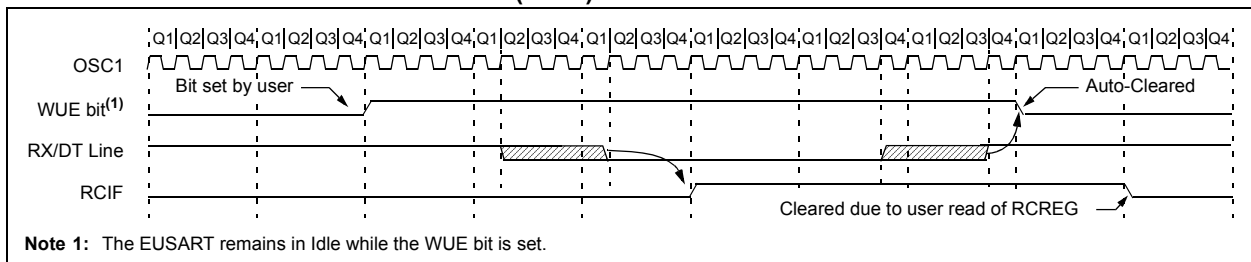 Q1 Q2 Q3 Q4 Q1 Q2 Q3 Q4 Q1 Q2 Q3 Q4 Q1 Q2 Q3 Q4 Q1 Q2 Q3 Q4 Q1 Q2 Q3 Q4 Q1 Q2 Q3 Q4 Q1 Q2 Q3 Q4 Q1 Q2 Q3 Q4 Q1 Q2 Q3 Q4
OSC1
Bit set by user
Auto-Cleared
WUE bit(1)
RX/DT Line
RCIF
Cleared due to user read of RCREG
Note 1: The EUSART remains in Idle while the WUE bit is set.